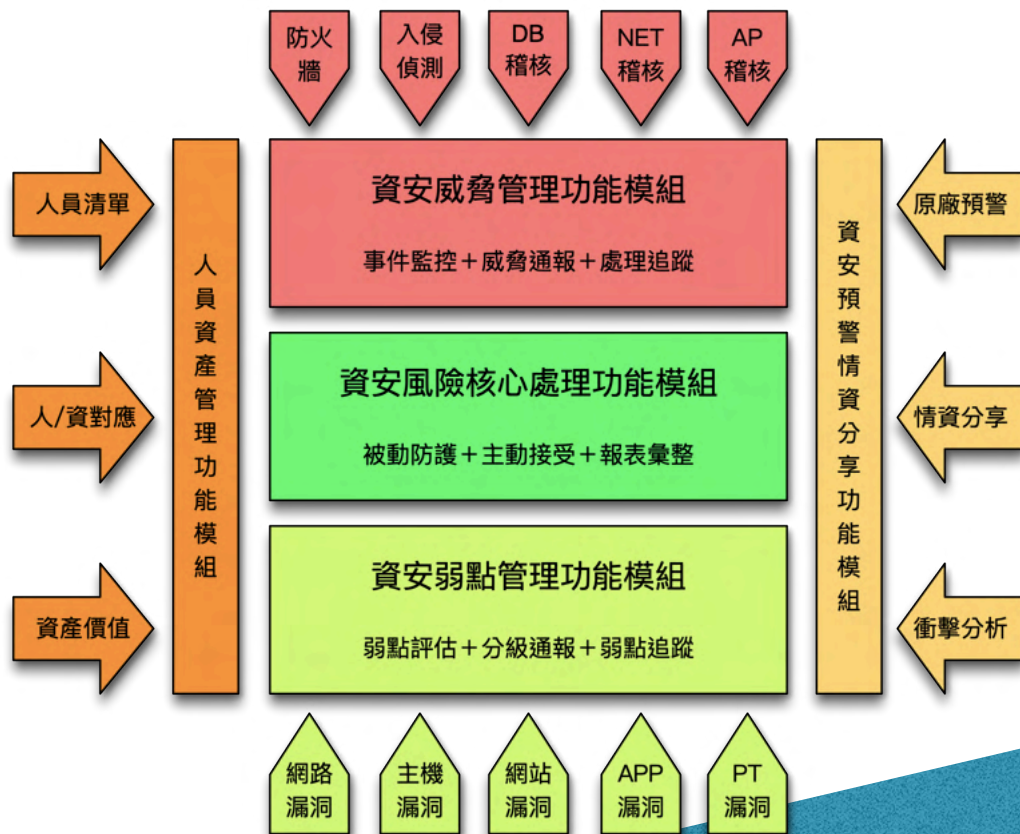 防火
牆
入侵
偵測
DB
稽核
NET
稽核
AP
稽核
人員清單
人/資對應
資產價值
人員資產管理功能模組
資安威脅管理功能模組
事件監控＋威脅通報＋處理追蹤
資安風險核心處理功能模組
被動防護＋主動接受＋報表彙整
資安弱點管理功能模組
弱點評估＋分級通報＋弱點追蹤
資安預警情資分享功能模組
原廠預警
情資分享
衝擊分析
網路
漏洞
主機
漏洞
網站
漏洞
APP
漏洞
PT
漏洞